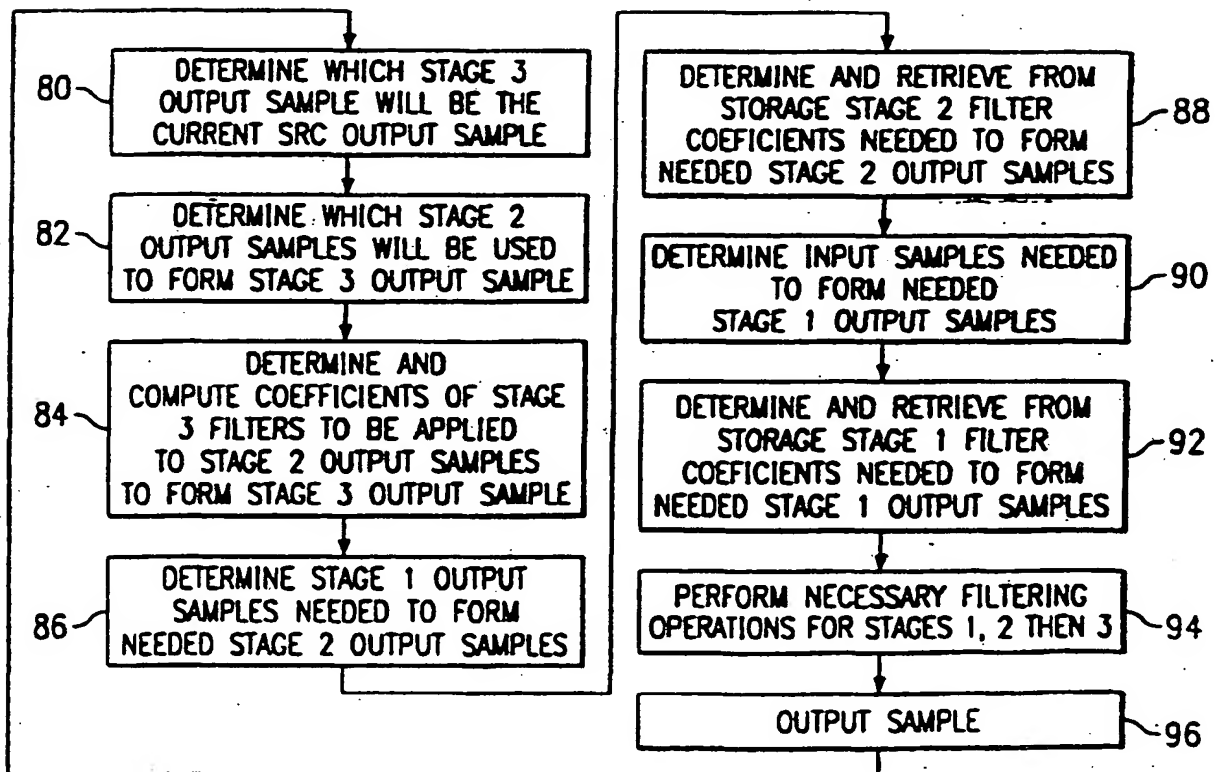 80
DETERMINE WHICH STAGE 3
OUTPUT SAMPLE WILL BE THE
CURRENT SRC OUTPUT SAMPLE
82
DETERMINE WHICH STAGE 2
OUTPUT SAMPLES WILL BE USED
TO FORM STAGE 3 OUTPUT SAMPLE
84
DETERMINE AND
COMPUTE COEFFICIENTS OF STAGE
3 FILTERS TO BE APPLIED
TO STAGE 2 OUTPUT SAMPLES
TO FORM STAGE 3 OUTPUT SAMPLE
86
DETERMINE STAGE 1 OUTPUT
SAMPLES NEEDED TO FORM
NEEDED STAGE 2 OUTPUT SAMPLES
DETERMINE AND RETRIEVE FROM
STORAGE STAGE 2 FILTER
COEFICIENTS NEEDED TO FORM
NEEDED STAGE 2 OUTPUT SAMPLES
88
DETERMINE INPUT SAMPLES NEEDED
TO FORM NEEDED
STAGE 1 OUTPUT SAMPLES
90
DETERMINE AND RETRIEVE FROM
STORAGE STAGE 1 FILTER
COEFICIENTS NEEDED TO FORM
NEEDED STAGE 1 OUTPUT SAMPLES
92
PERFORM NECESSARY FILTERING
OPERATIONS FOR STAGES 1, 2 THEN 3
94
OUTPUT SAMPLE
96